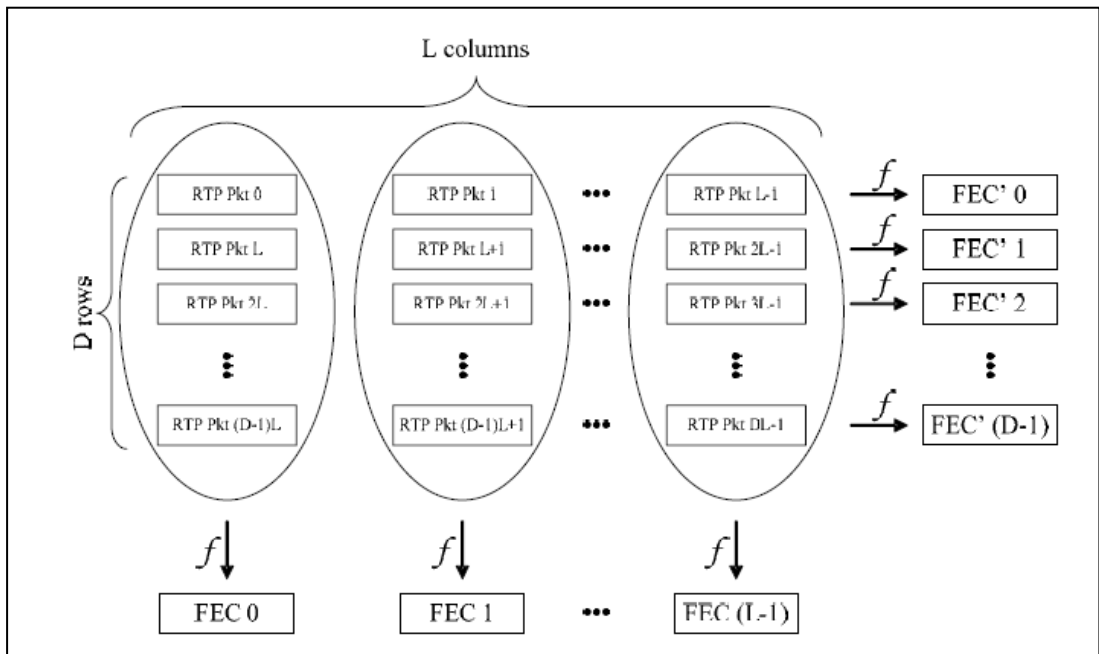 L columns
D rows
RTP Pkt 0
RTP Pkt 1
•••
RTP Pkt L-1
f
FEC' 0
RTP Pkt L
RTP Pkt L+1
•••
RTP Pkt 2L-1
f
FEC' 1
RTP Pkt 2L
RTP Pkt 2L+1
•••
RTP Pkt 3L-1
f
FEC' 2
RTP Pkt (D-1)L
RTP Pkt (D-1)L+1
•••
RTP Pkt DL-1
f
FEC' (D-1)
f
f
f
FEC 0
FEC 1
•••
FEC (L-1)